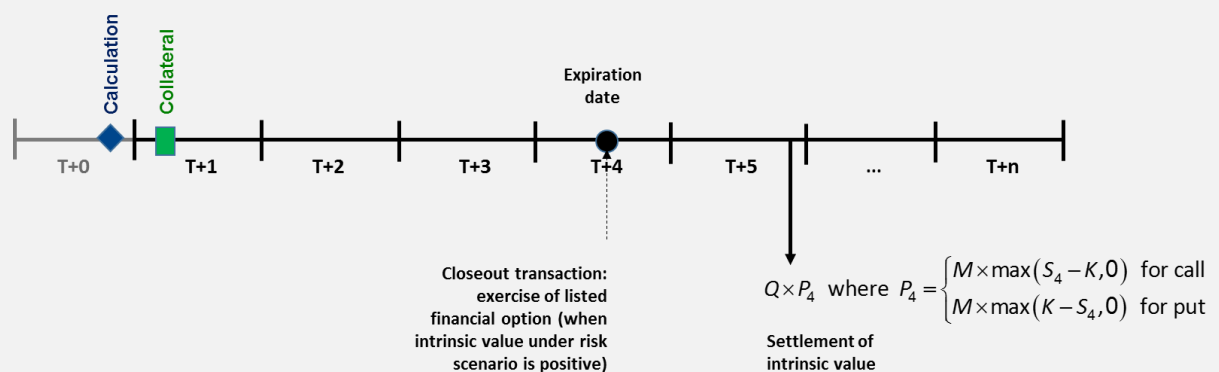 Calculation
Collateral
Expiration
date
T+0
T+1
T+2
T+3
T+4
T+5
...
T+n
Closeout transaction:
exercise of listed
financial option (when
intrinsic value under risk
scenario is positive)
Q×P₄ where P₄ = { M×max(S₄−K,0) for call
M×max(K−S₄,0) for put
Settlement of
intrinsic value